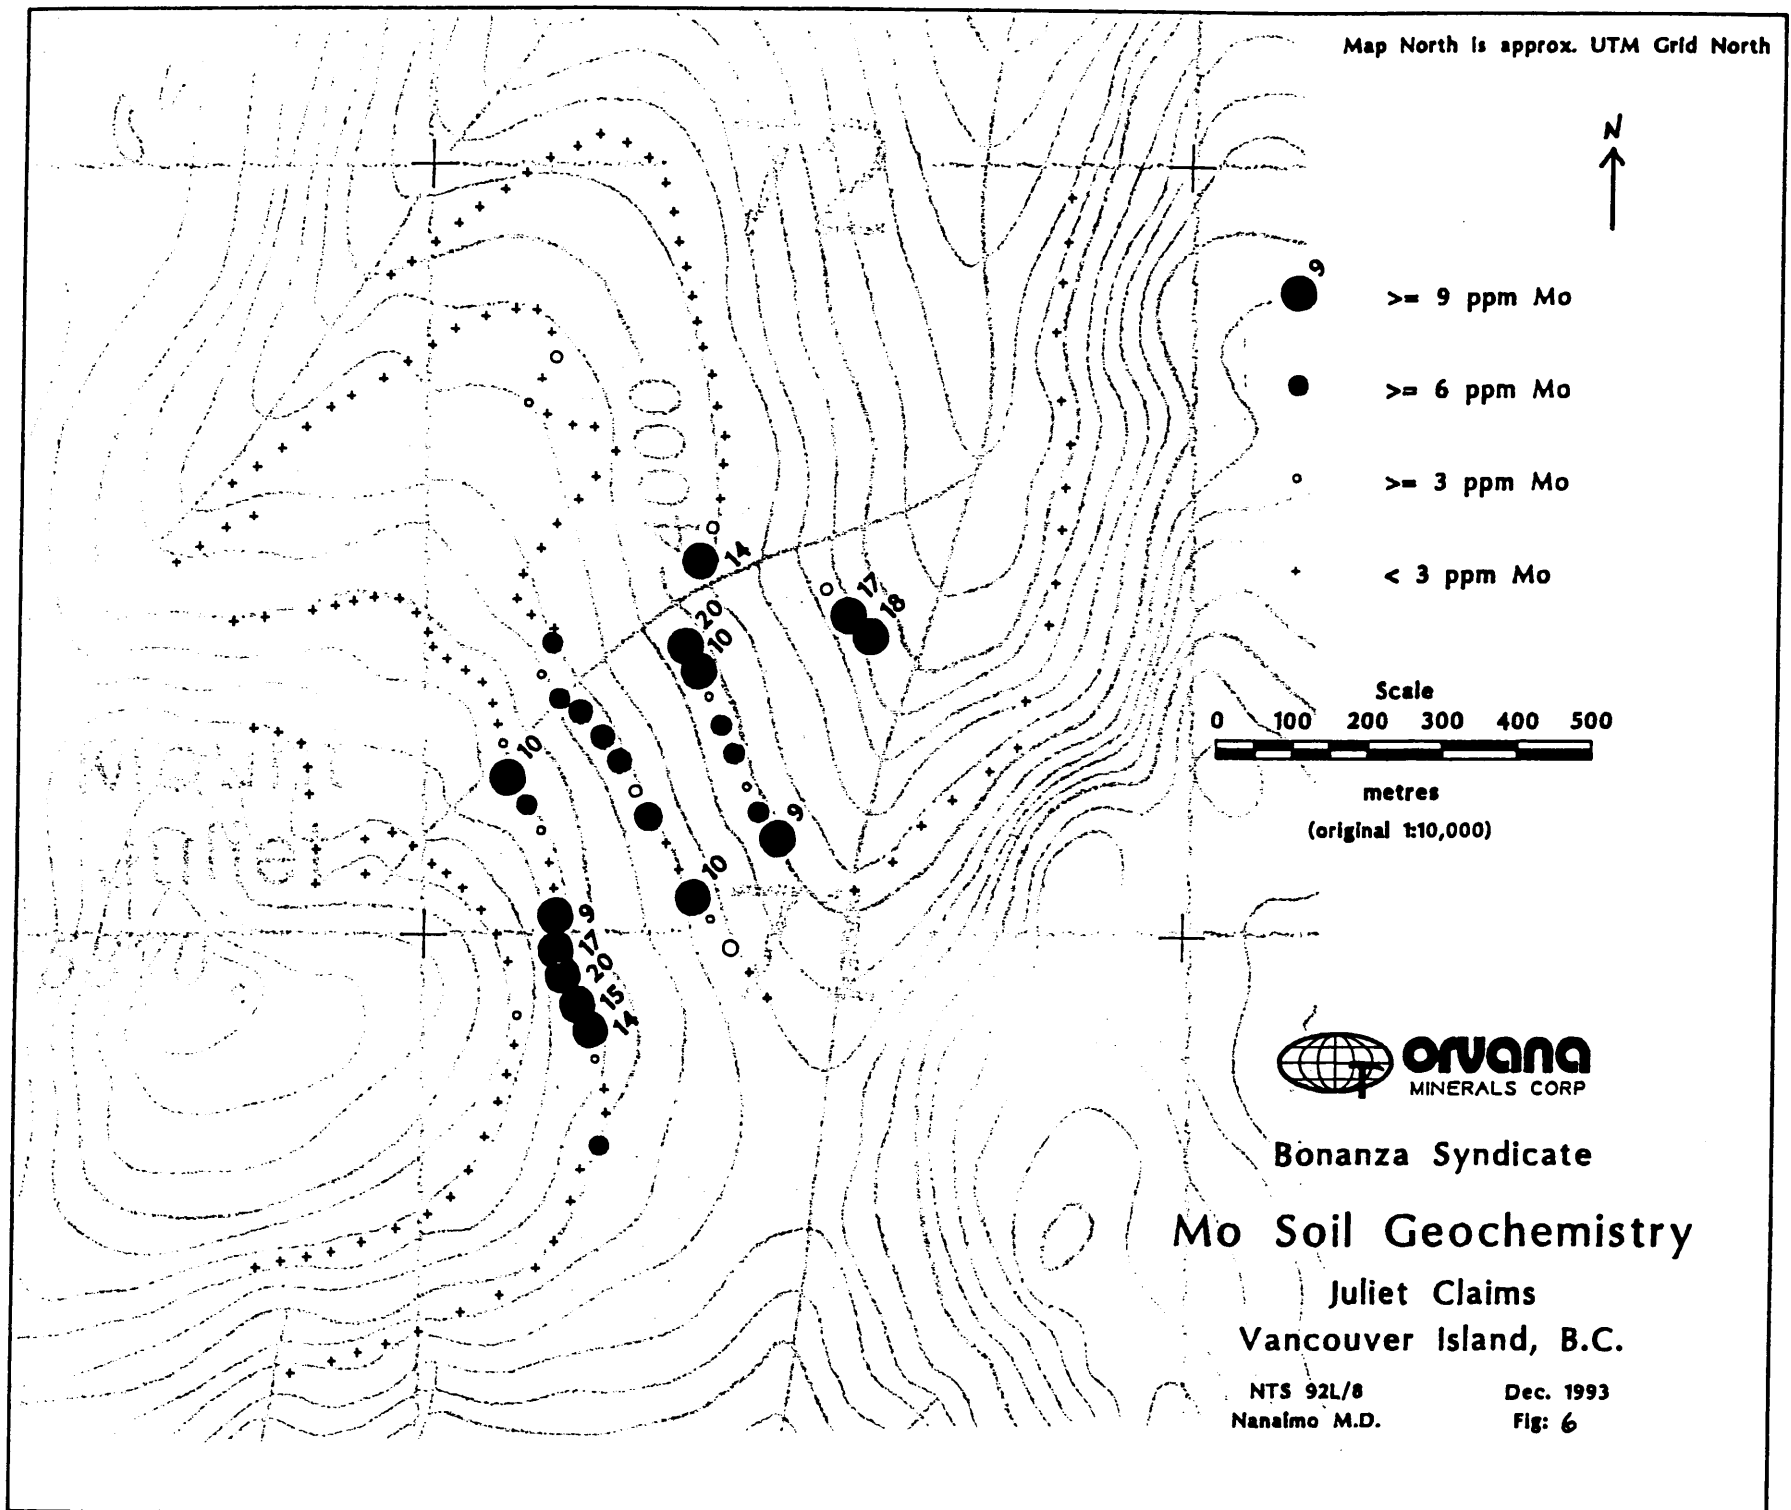 Map North is approx. UTM Grid North
N
9
>= 9 ppm Mo
>= 6 ppm Mo
>= 3 ppm Mo
< 3 ppm Mo
4000
14
17
18
20
10
10
9
10
9
17
20
15
14
Scale
0 100 200 300 400 500
metres
(original 1:10,000)
orvana
MINERALS CORP
Bonanza Syndicate
Mo Soil Geochemistry
Juliet Claims
Vancouver Island, B.C.
NTS 92L/8 Dec. 1993
Nanaimo M.D. Fig: 6